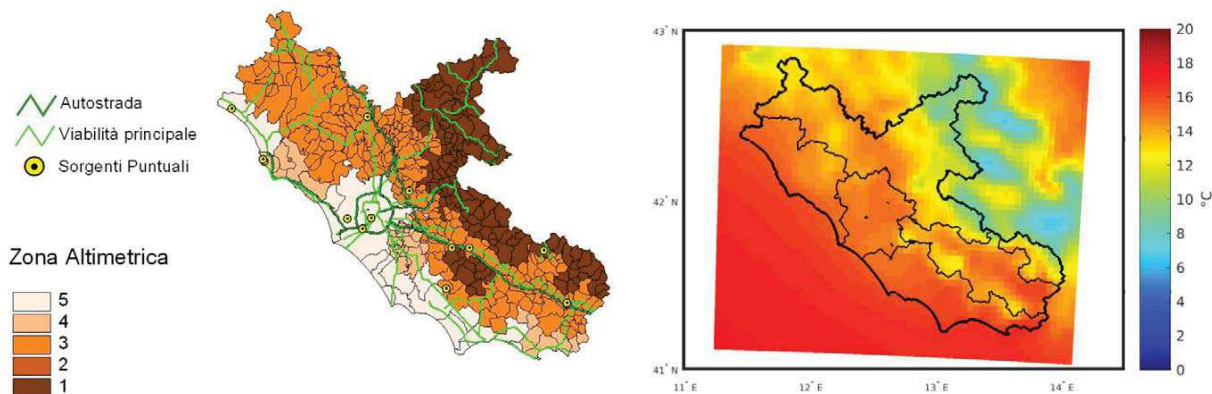 Autostrada
Viabilità principale
Sorgenti Puntuali
Zona Altimetrica
5
4
3
2
1
43° N
42° N
41° N
11° E
12° E
13° E
14° E
20
18
16
14
12
10
8
6
4
2
0
°C